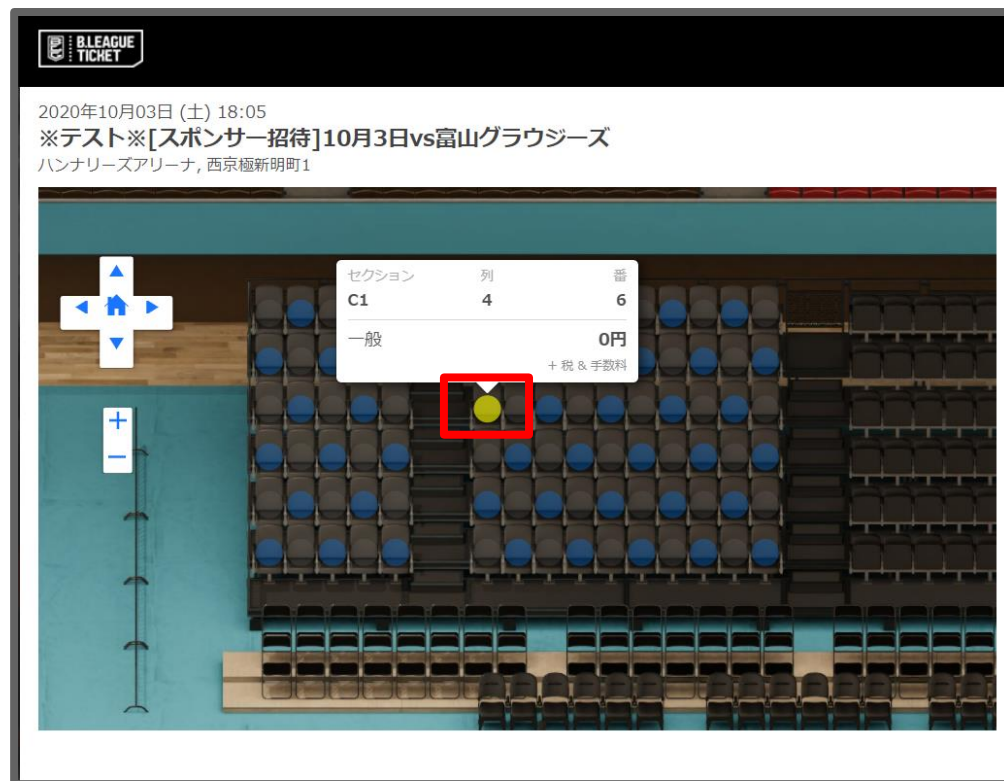 B.LEAGUE
TICKET
2020年10月03日 (土) 18:05
※テスト※[スポンサー招待]10月3日vs富山グラウジーズ
ハンナリーズアリーナ, 西京極新明町1
セクション 列 番
C1 4 6
一般 0円
+ 税 & 手数料